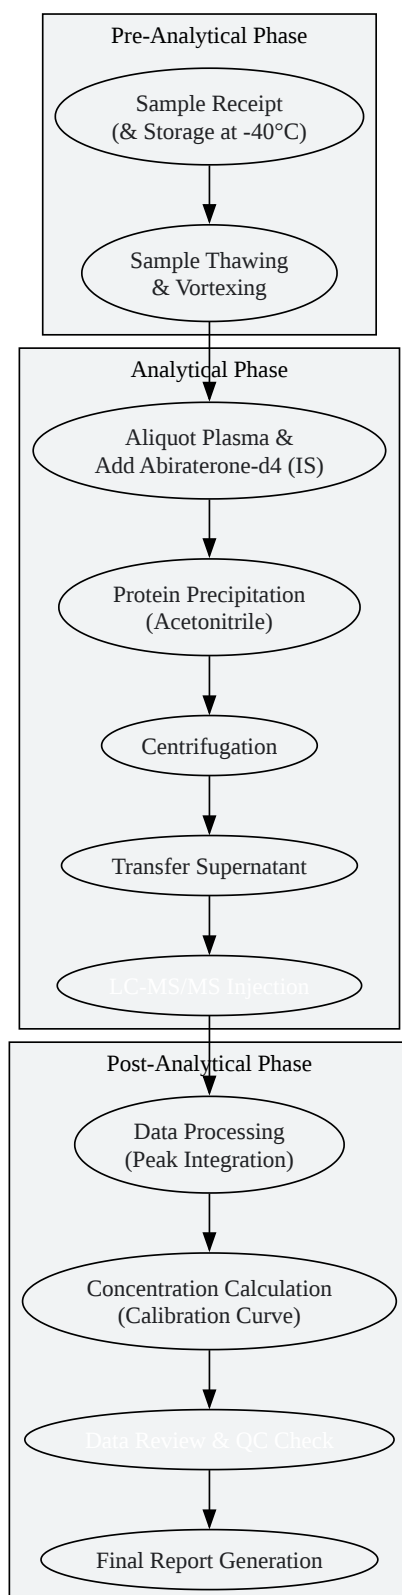 Pre-Analytical Phase
Sample Receipt
(& Storage at -40°C)
Sample Thawing
& Vortexing
Analytical Phase
Aliquot Plasma &
Add Abiraterone-d4 (IS)
Protein Precipitation
(Acetonitrile)
Centrifugation
Transfer Supernatant
LC-MS/MS Injection
Post-Analytical Phase
Data Processing
(Peak Integration)
Concentration Calculation
(Calibration Curve)
Data Review & QC Check
Final Report Generation